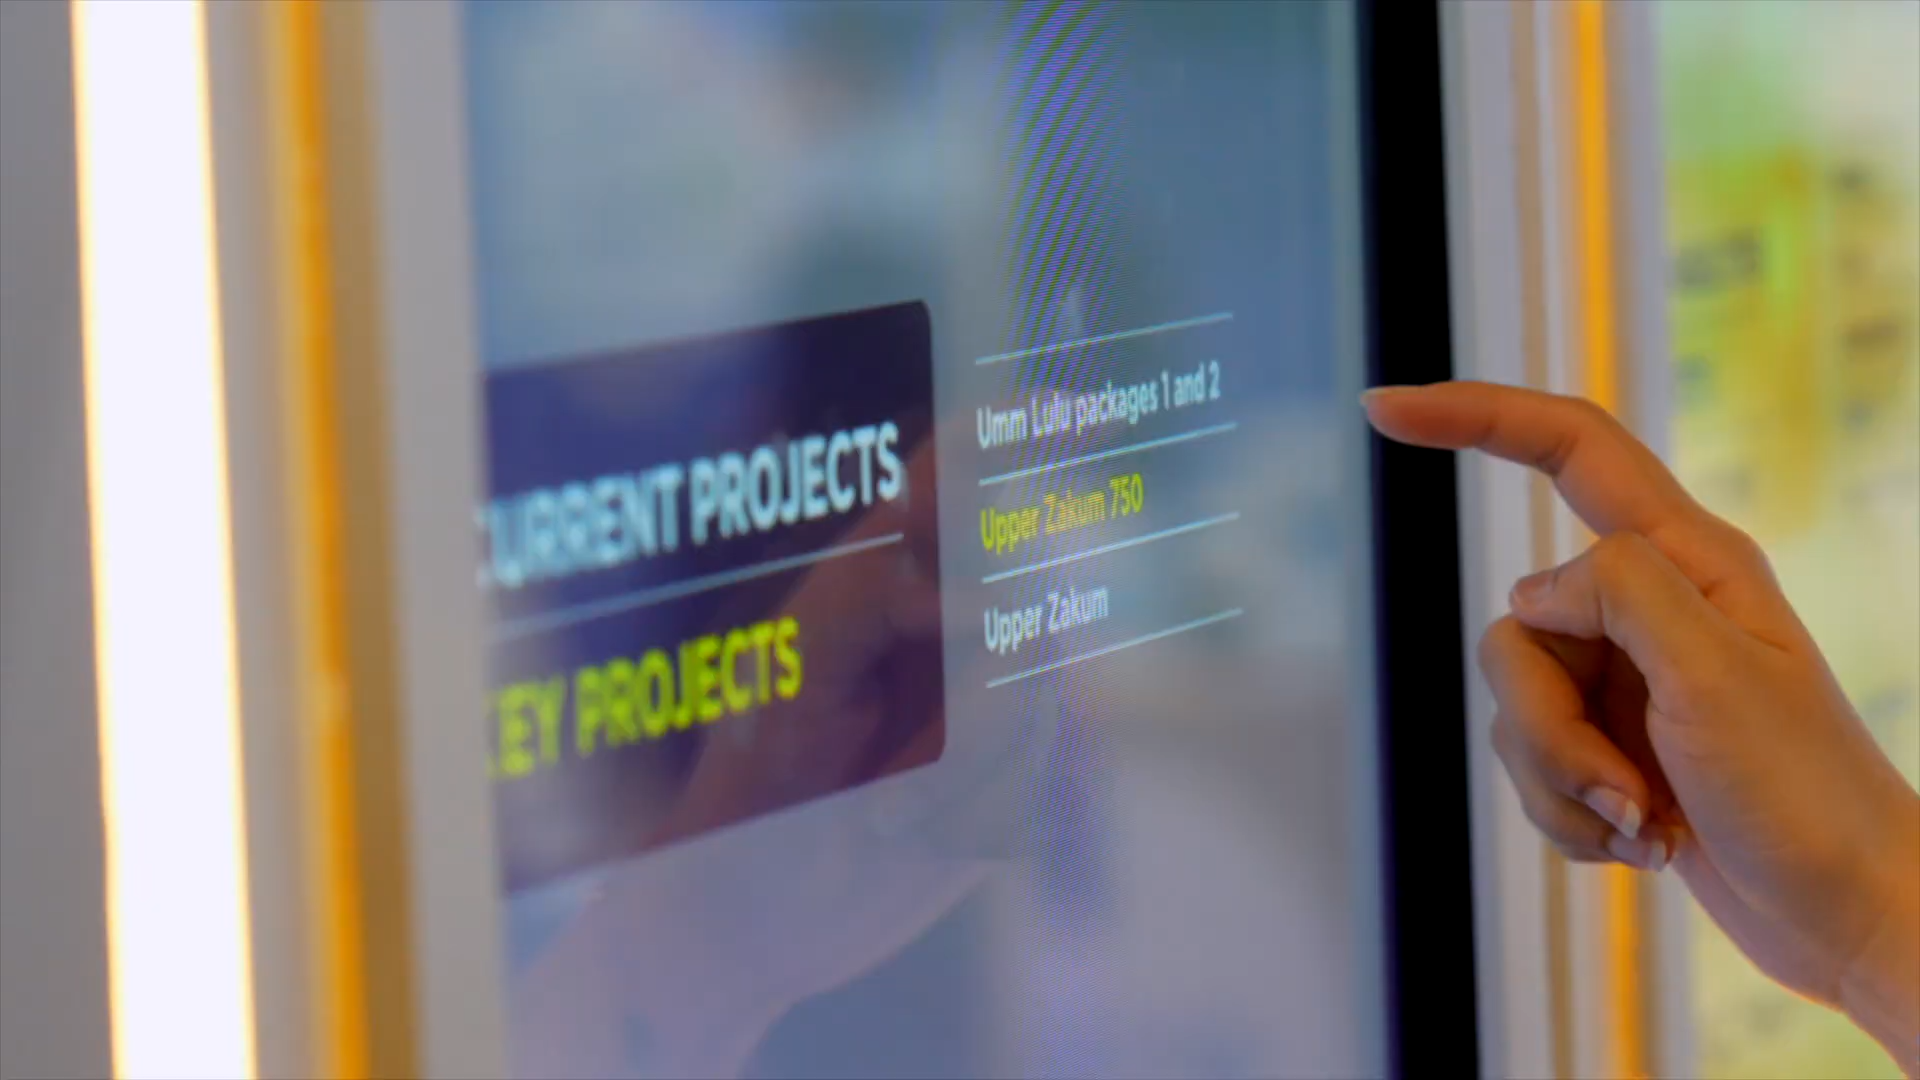 CURRENT PROJECTS
KEY PROJECTS
Umm Lulu packages 1 and 2
Upper Zakum 750
Upper Zakum